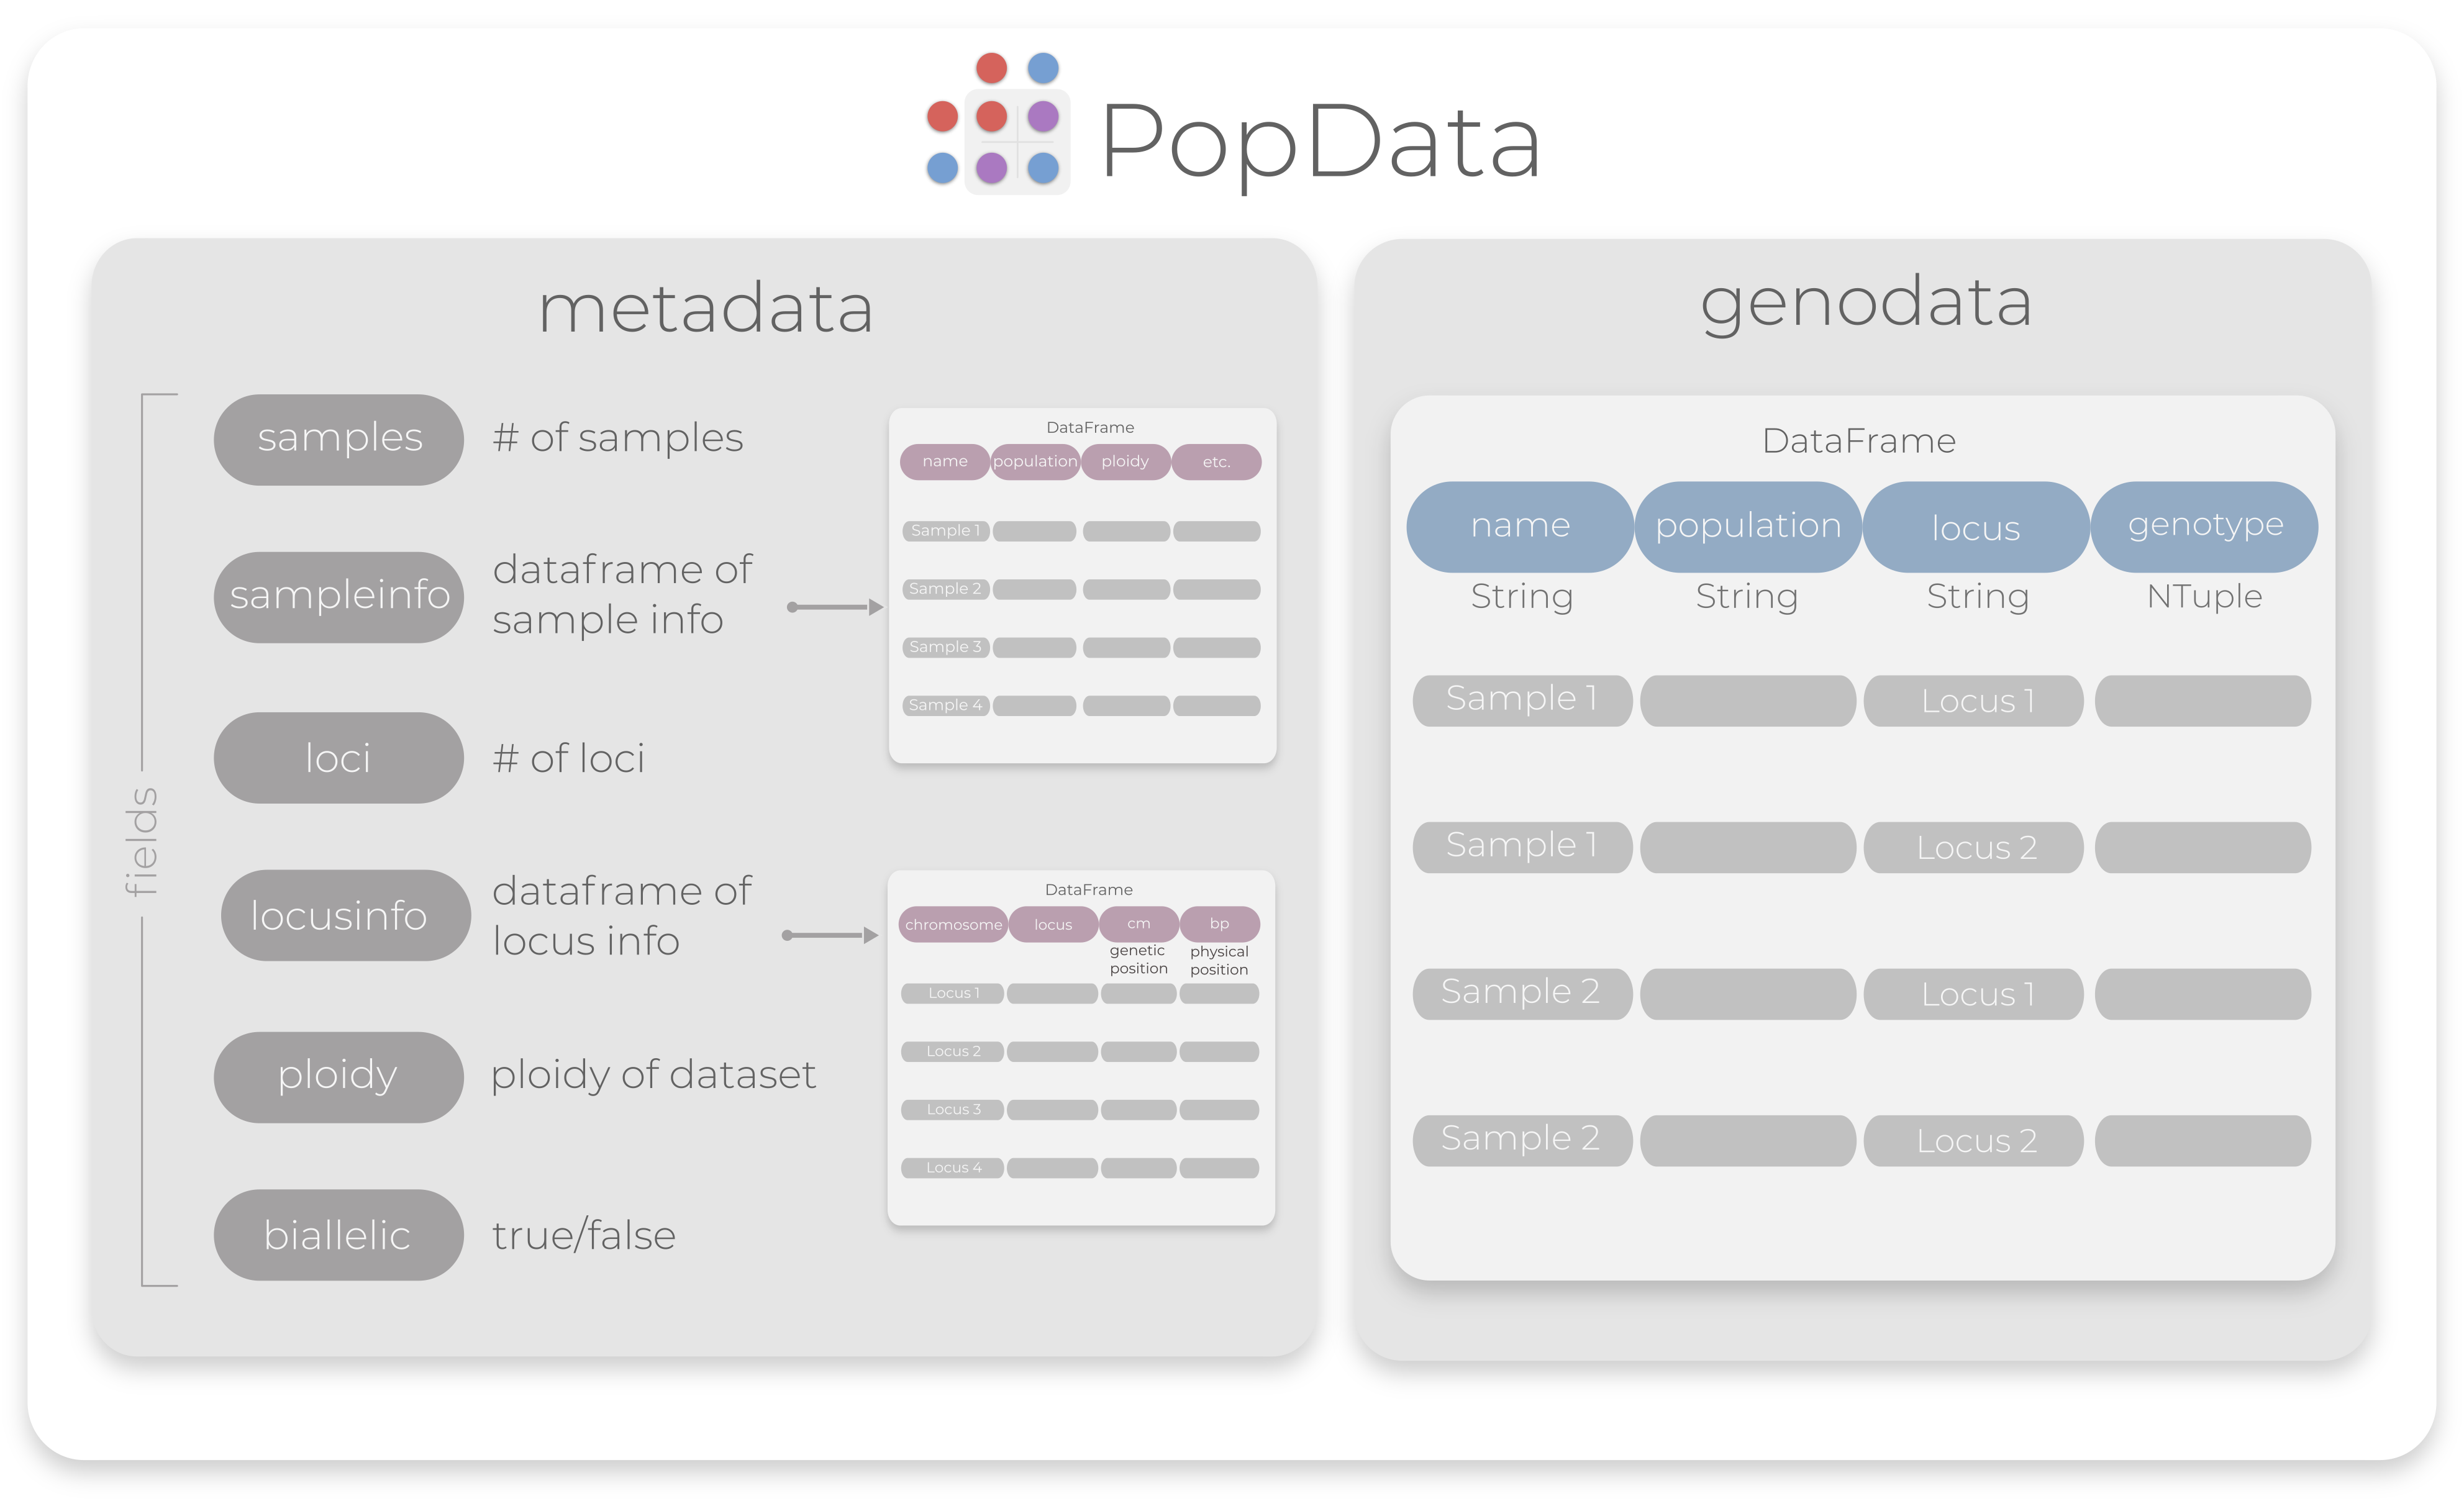 PopData
metadata
fields
samples
# of samples
sampleinfo
dataframe of
sample info
loci
# of loci
locusinfo
dataframe of
locus info
ploidy
ploidy of dataset
biallelic
true/false
DataFrame
name population ploidy etc.
Sample 1
Sample 2
Sample 3
Sample 4
DataFrame
chromosome locus cm bp
genetic physical
position position
Locus 1
Locus 2
Locus 3
Locus 4
genodata
DataFrame
name population locus genotype
String String String NTuple
Sample 1 Locus 1
Sample 1 Locus 2
Sample 2 Locus 1
Sample 2 Locus 2